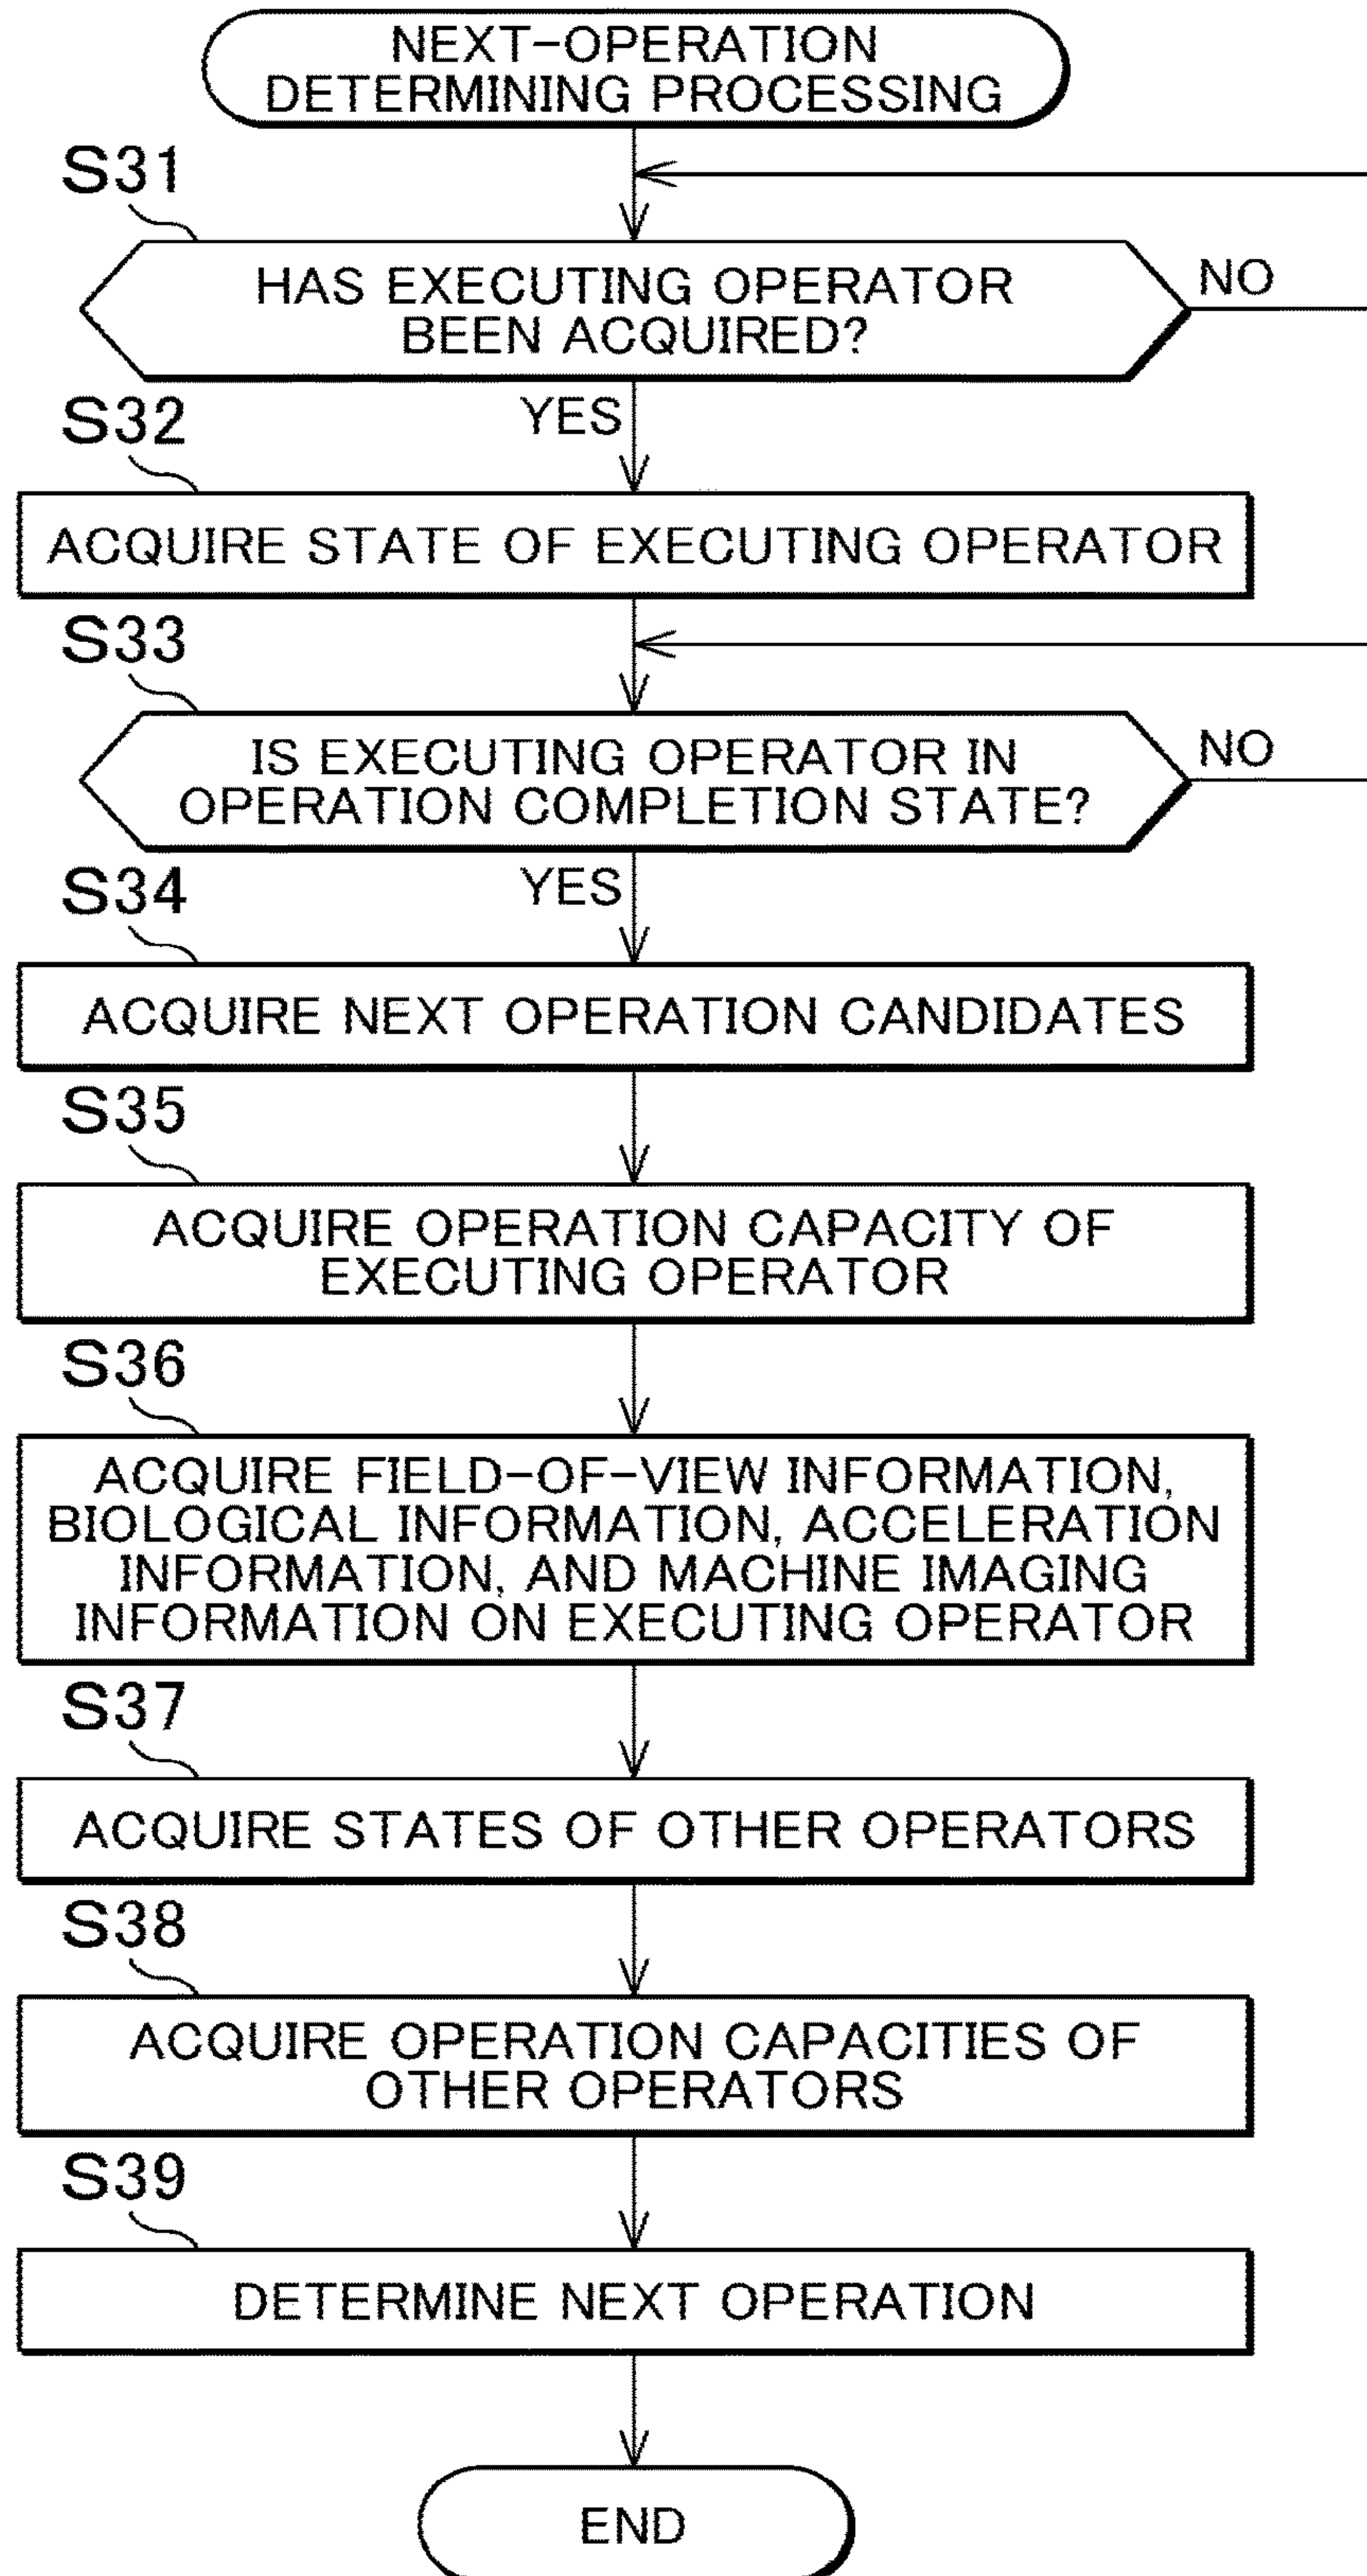 NEXT-OPERATION
DETERMINING PROCESSING
S31
HAS EXECUTING OPERATOR
BEEN ACQUIRED?
NO
YES
S32
ACQUIRE STATE OF EXECUTING OPERATOR
S33
IS EXECUTING OPERATOR IN
OPERATION COMPLETION STATE?
NO
YES
S34
ACQUIRE NEXT OPERATION CANDIDATES
S35
ACQUIRE OPERATION CAPACITY OF
EXECUTING OPERATOR
S36
ACQUIRE FIELD-OF-VIEW INFORMATION,
BIOLOGICAL INFORMATION, ACCELERATION
INFORMATION, AND MACHINE IMAGING
INFORMATION ON EXECUTING OPERATOR
S37
ACQUIRE STATES OF OTHER OPERATORS
S38
ACQUIRE OPERATION CAPACITIES OF
OTHER OPERATORS
S39
DETERMINE NEXT OPERATION
END